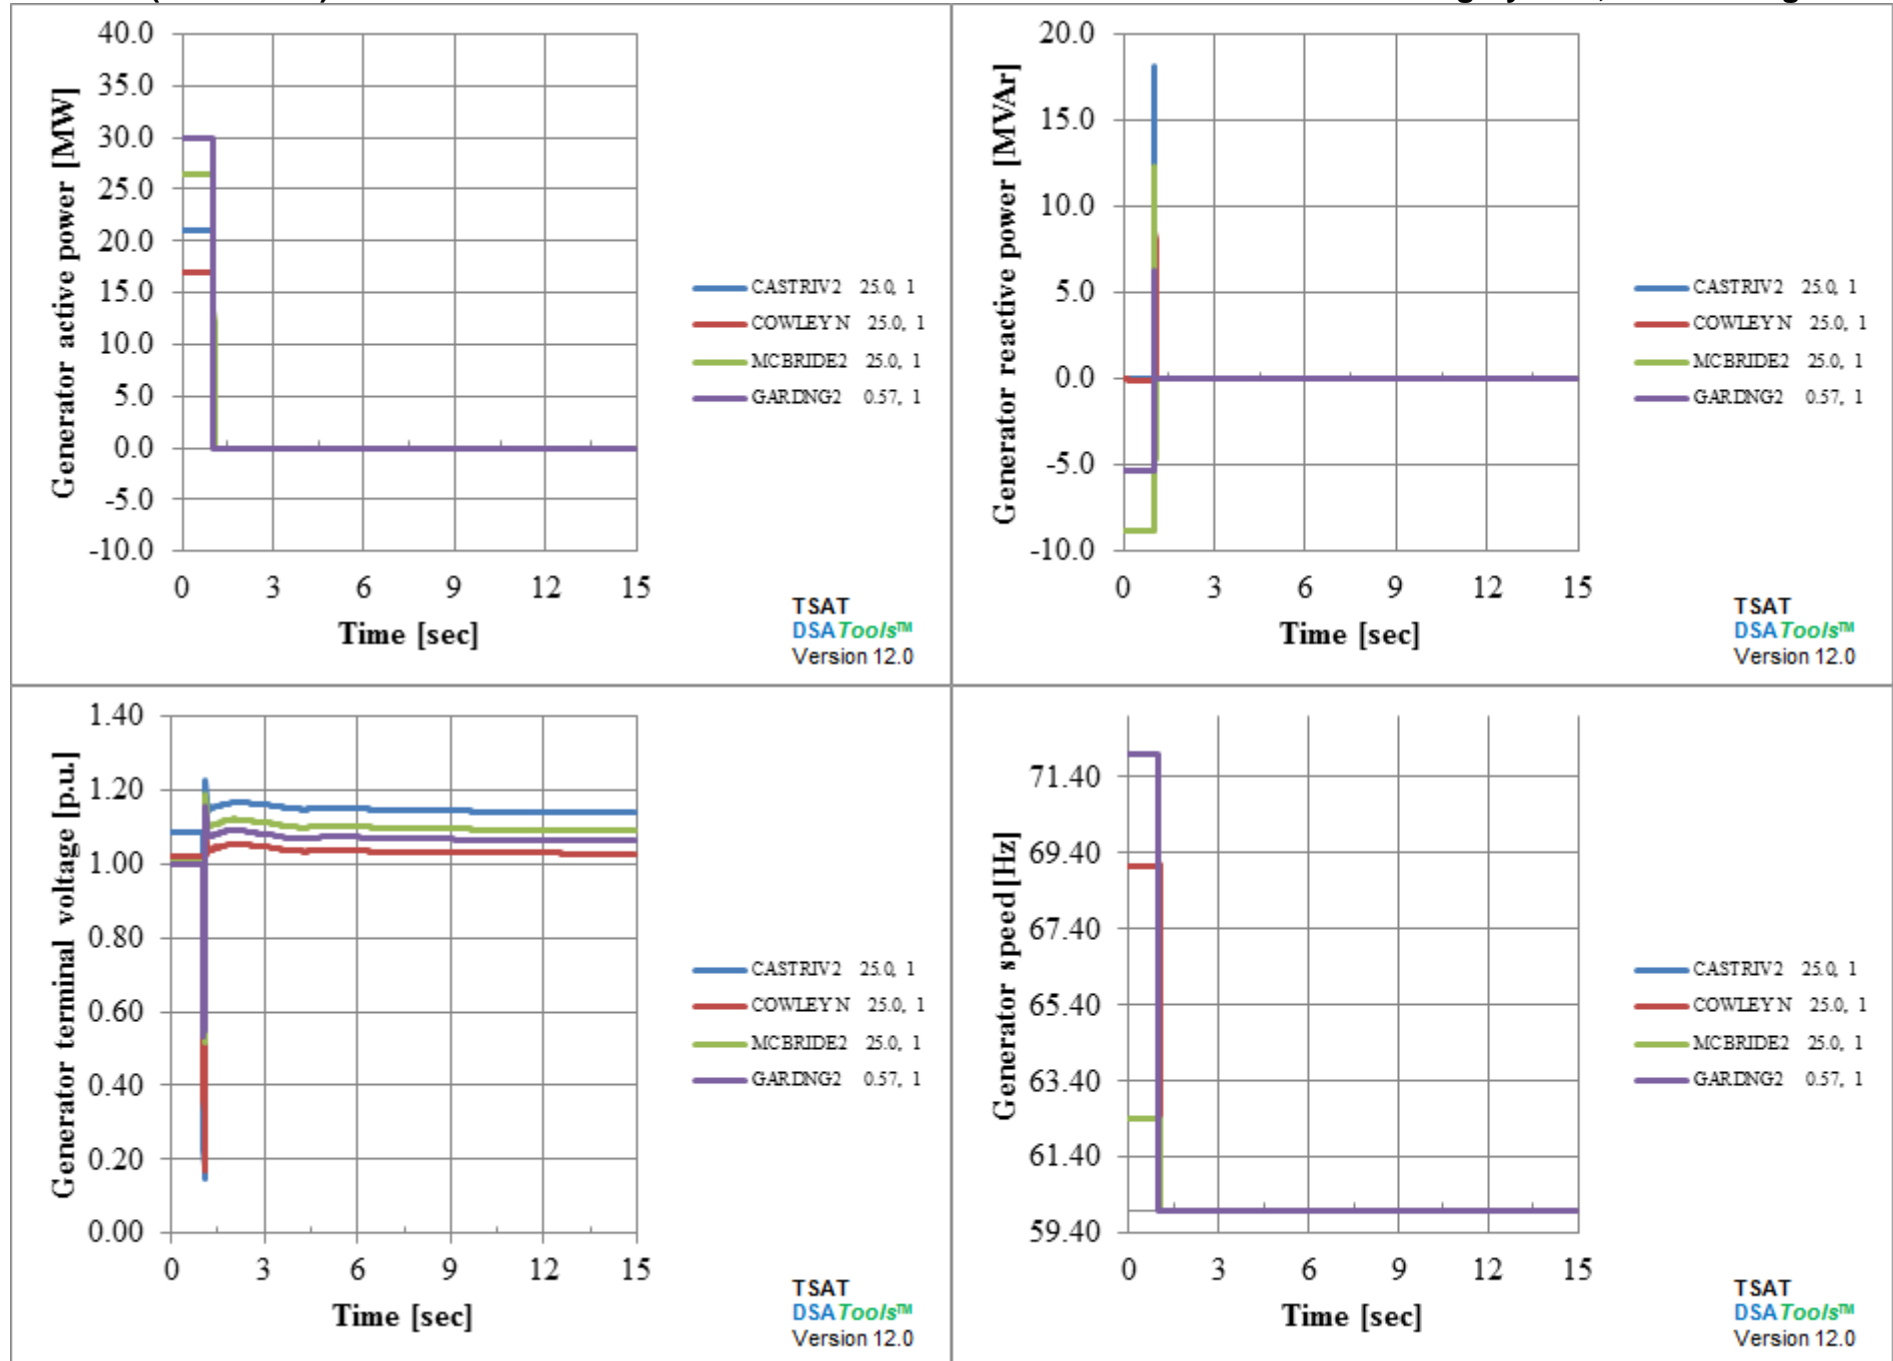 40.0
35.0
30.0
25.0
20.0
15.0
10.0
5.0
0.0
-5.0
-10.0
0 3 6 9 12 15
Generator active power [MW]
Time [sec]
CASTRIV2 25.0, 1
COWLEY N 25.0, 1
MCBRIDE2 25.0, 1
GARDNG2 0.57, 1
TSAT
DSATools™
Version 12.0
20.0
15.0
10.0
5.0
0.0
-5.0
-10.0
0 3 6 9 12 15
Generator reactive power [MVAr]
Time [sec]
CASTRIV2 25.0, 1
COWLEY N 25.0, 1
MCBRIDE2 25.0, 1
GARDNG2 0.57, 1
TSAT
DSATools™
Version 12.0
1.40
1.20
1.00
0.80
0.60
0.40
0.20
0.00
0 3 6 9 12 15
Generator terminal voltage [p.u.]
Time [sec]
CASTRIV2 25.0, 1
COWLEY N 25.0, 1
MCBRIDE2 25.0, 1
GARDNG2 0.57, 1
TSAT
DSATools™
Version 12.0
71.40
69.40
67.40
65.40
63.40
61.40
59.40
0 3 6 9 12 15
Generator speed [Hz]
Time [sec]
CASTRIV2 25.0, 1
COWLEY N 25.0, 1
MCBRIDE2 25.0, 1
GARDNG2 0.57, 1
TSAT
DSATools™
Version 12.0